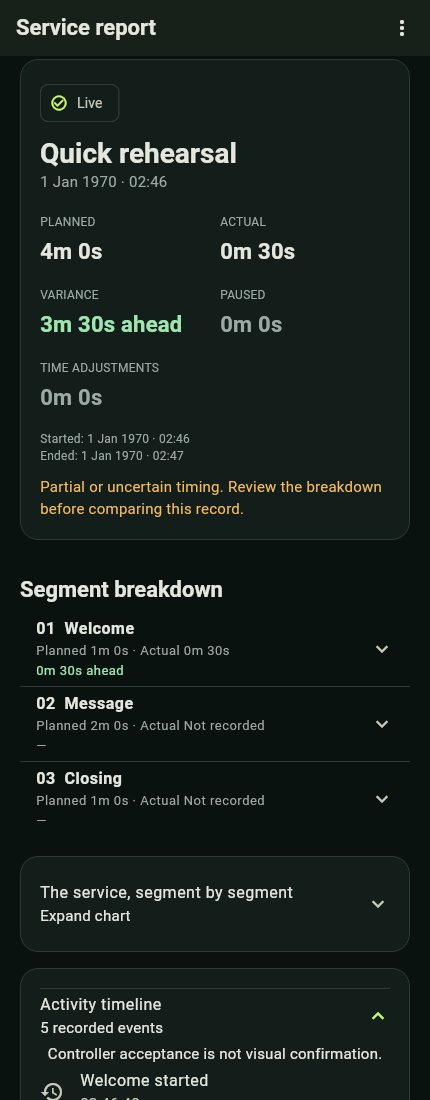 Service report
Live
Quick rehearsal
1 Jan 1970 · 02:46
PLANNED
4m 0s
ACTUAL
0m 30s
VARIANCE
3m 30s ahead
PAUSED
0m 0s
TIME ADJUSTMENTS
0m 0s
Started: 1 Jan 1970 · 02:46
Ended: 1 Jan 1970 · 02:47
Partial or uncertain timing. Review the breakdown
before comparing this record.
Segment breakdown
01 Welcome
Planned 1m 0s · Actual 0m 30s
0m 30s ahead
02 Message
Planned 2m 0s · Actual Not recorded
—
03 Closing
Planned 1m 0s · Actual Not recorded
—
The service, segment by segment
Expand chart
Activity timeline
5 recorded events
Controller acceptance is not visual confirmation.
Welcome started